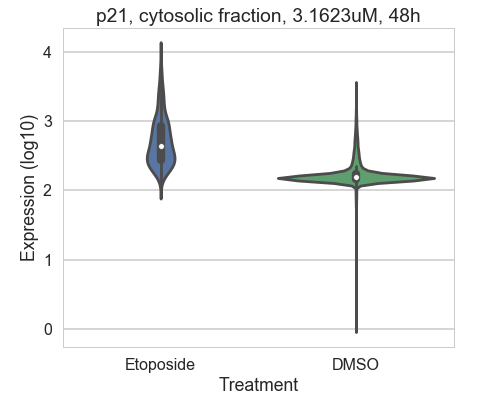 p21, cytosolic fraction, 3.1623uM, 48h
Expression (log10)
4
3
2
1
0
Etoposide
DMSO
Treatment